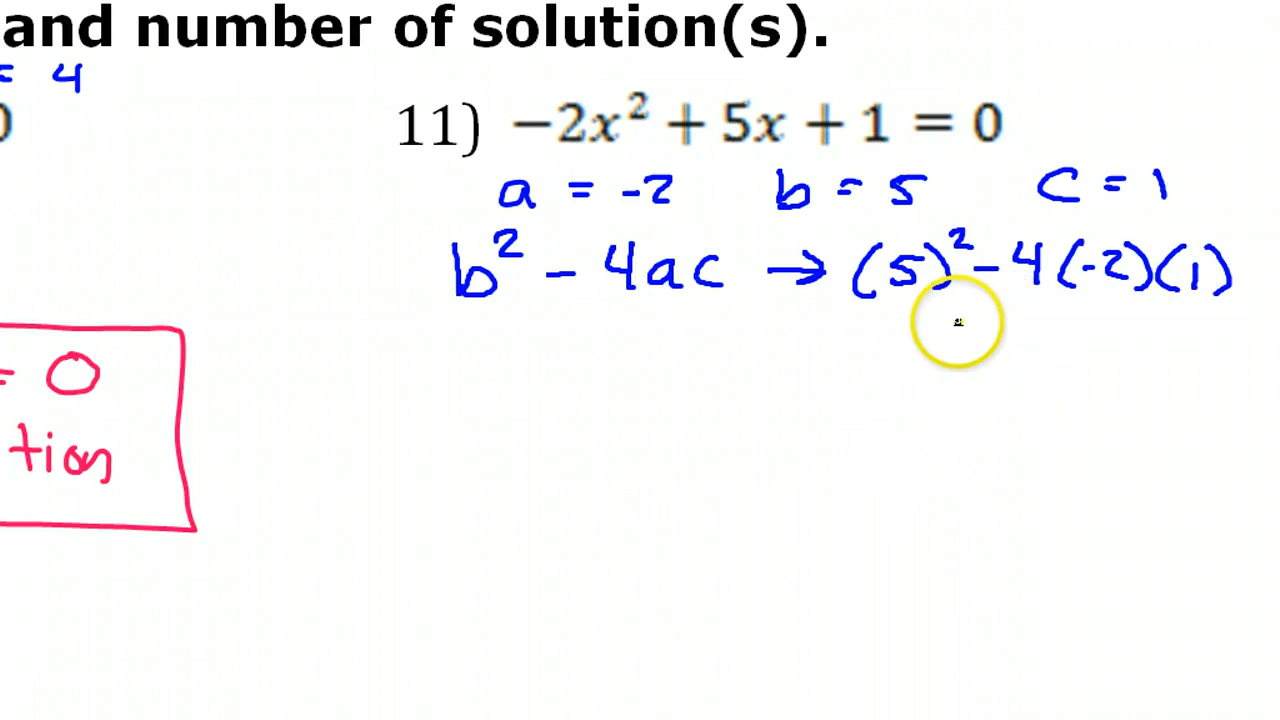 and number of solution(s).
= 4
0
11) −2x² + 5x + 1 = 0
a = -2 b = 5 c = 1
b² - 4ac → (5)² - 4(-2)(1)
= 0
tion